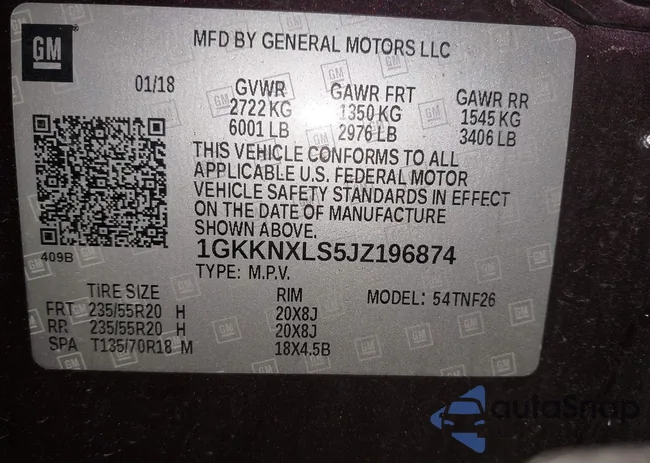 GM
MFD BY GENERAL MOTORS LLC
01/18 GVWR GAWR FRT GAWR RR
2722 KG 1350 KG 1545 KG
6001 LB 2976 LB 3406 LB
THIS VEHICLE CONFORMS TO ALL
APPLICABLE U.S. FEDERAL MOTOR
VEHICLE SAFETY STANDARDS IN EFFECT
ON THE DATE OF MANUFACTURE
SHOWN ABOVE.
409B
1GKKNXLS5JZ196874
TYPE: M.P.V.
TIRE SIZE RIM MODEL: 54TNF26
FRT 235/55R20 H 20X8J
RR 235/55R20 H 20X8J
SPA T135/70R18 M 18X4.5B
autoSnap